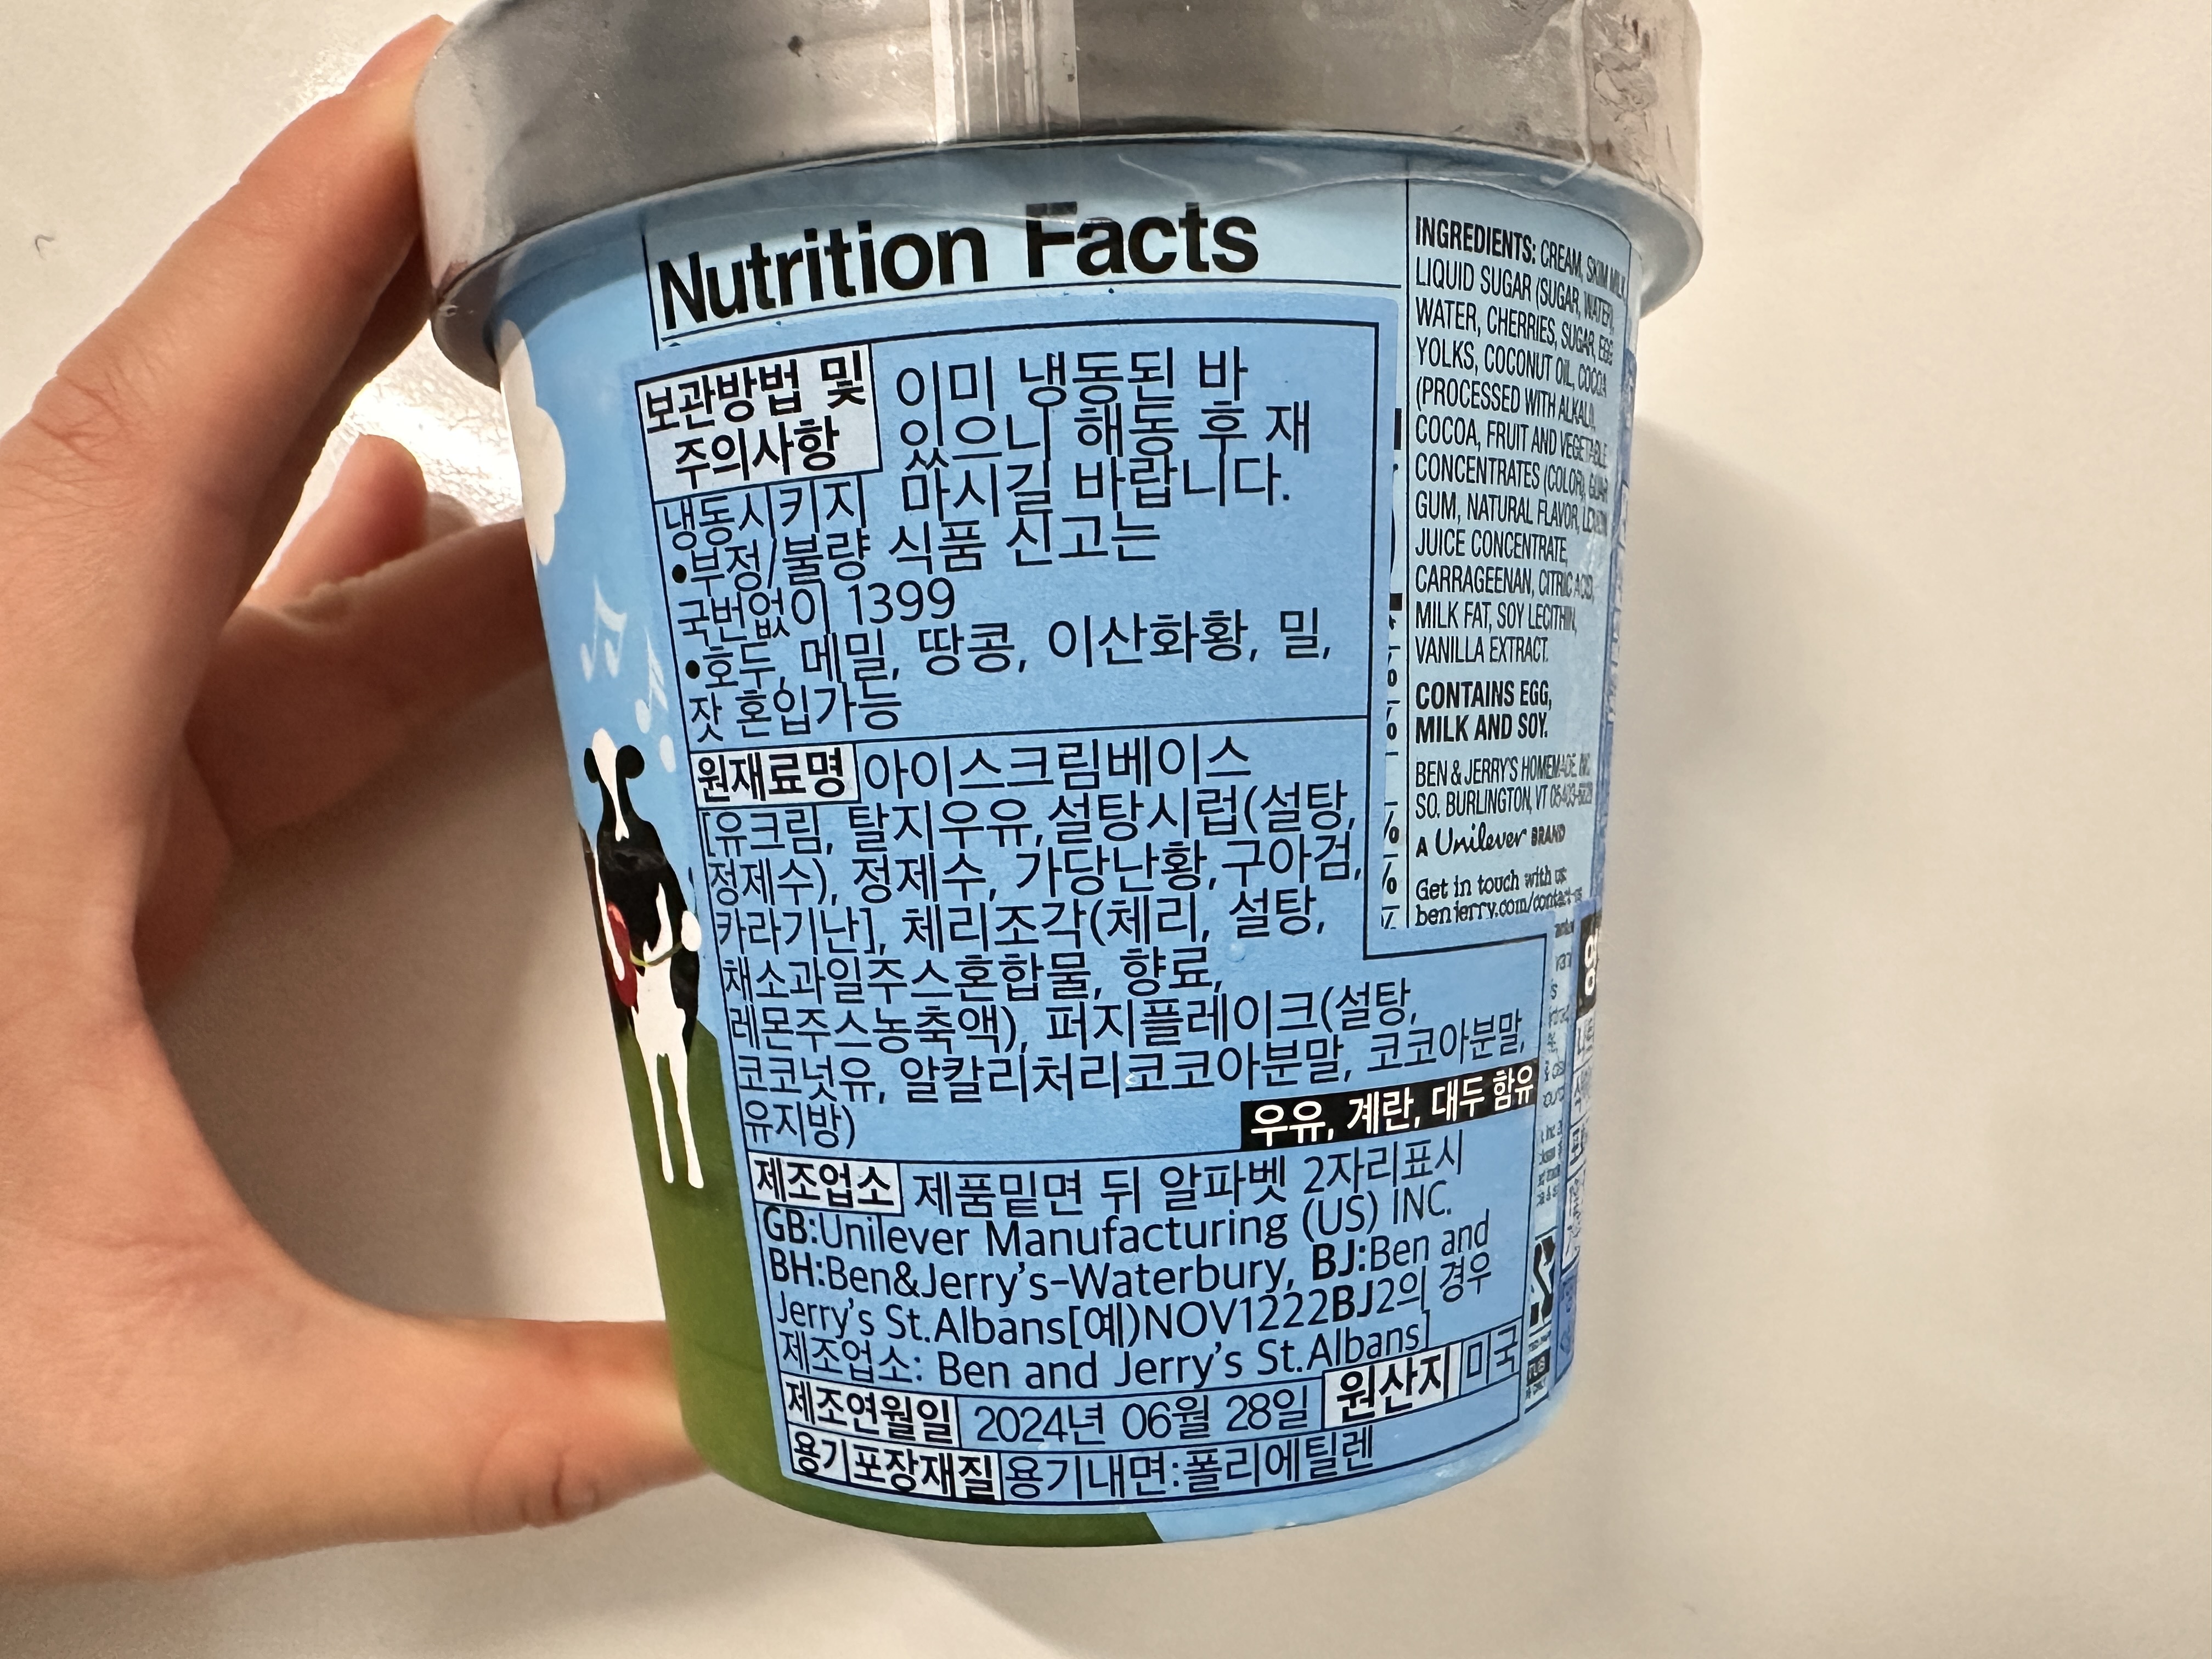 Nutrition Facts
보관방법 및
주의사항
이미 냉동된 바
있으니 해동 후 재
냉동시키지 마시길 바랍니다.
•부정/불량 식품 신고는
국번없이 1399
•호두, 메밀, 땅콩, 이산화황, 밀,
잣 혼입가능
원재료명 아이스크림베이스
[유크림, 탈지우유,설탕시럽(설탕,
정제수), 정제수, 가당난황,구아검,
카라기난], 체리조각(체리, 설탕,
채소과일주스혼합물, 향료,
레몬주스농축액), 퍼지플레이크(설탕,
코코넛유, 알칼리처리코코아분말, 코코아분말,
유지방)
우유, 계란, 대두 함유
제조업소 제품밑면 뒤 알파벳 2자리표시
GB:Unilever Manufacturing (US) INC.
BH:Ben&Jerry's-Waterbury, BJ:Ben and
Jerry's St.Albans[예)NOV1222BJ2의 경우
제조업소: Ben and Jerry's St.Albans]
제조연월일 2024년 06월 28일 원산지 미국
용기포장재질 용기내면:폴리에틸렌
INGREDIENTS: CREAM, SKIM MILK,
LIQUID SUGAR (SUGAR, WATER),
WATER, CHERRIES, SUGAR, EGG
YOLKS, COCONUT OIL, COCOA
(PROCESSED WITH ALKALI),
COCOA, FRUIT AND VEGETABLE
CONCENTRATES (COLOR), GUAR
GUM, NATURAL FLAVOR, LEMON
JUICE CONCENTRATE,
CARRAGEENAN, CITRIC ACID,
MILK FAT, SOY LECITHIN,
VANILLA EXTRACT.
CONTAINS EGG,
MILK AND SOY.
BEN & JERRY'S HOMEMADE, INC.
SO. BURLINGTON, VT
A Unilever BRAND
Get in touch with us
benjerry.com/contact-us